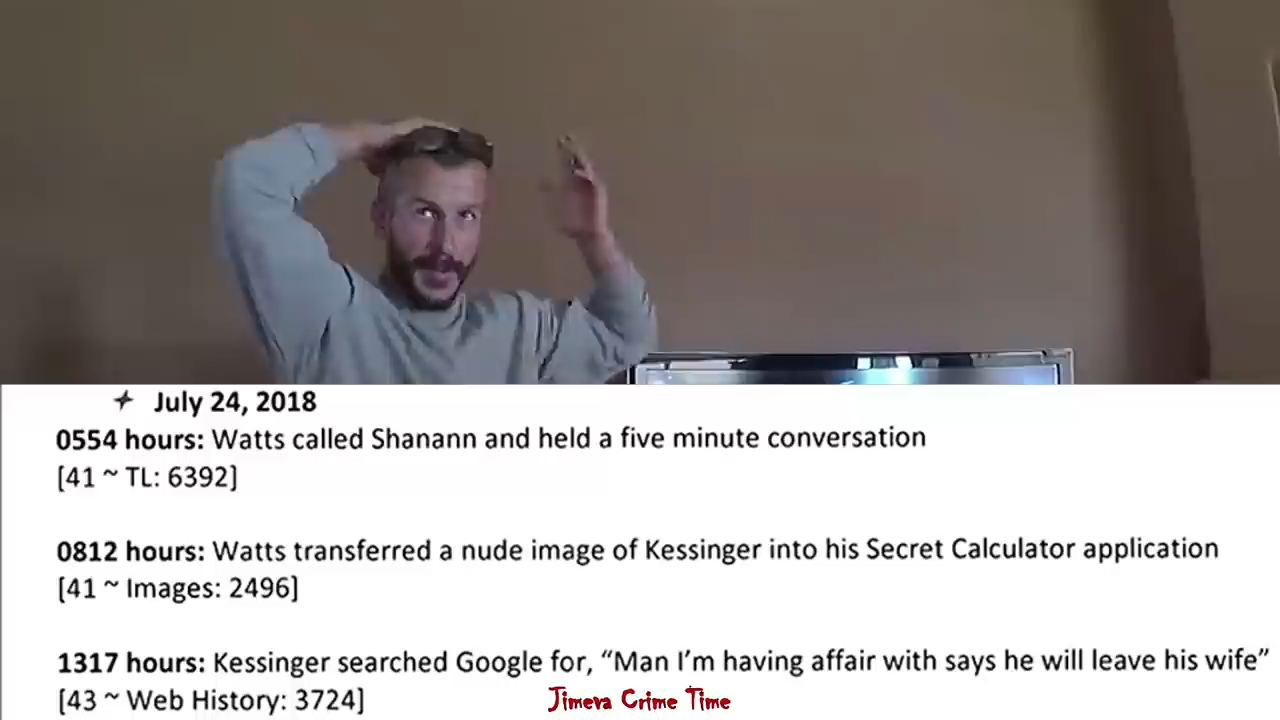 July 24, 2018
0554 hours: Watts called Shanann and held a five minute conversation
[41 ~ TL: 6392]
0812 hours: Watts transferred a nude image of Kessinger into his Secret Calculator application
[41 ~ Images: 2496]
1317 hours: Kessinger searched Google for, “Man I’m having affair with says he will leave his wife”
[43 ~ Web History: 3724]
Jimeva Crime Time